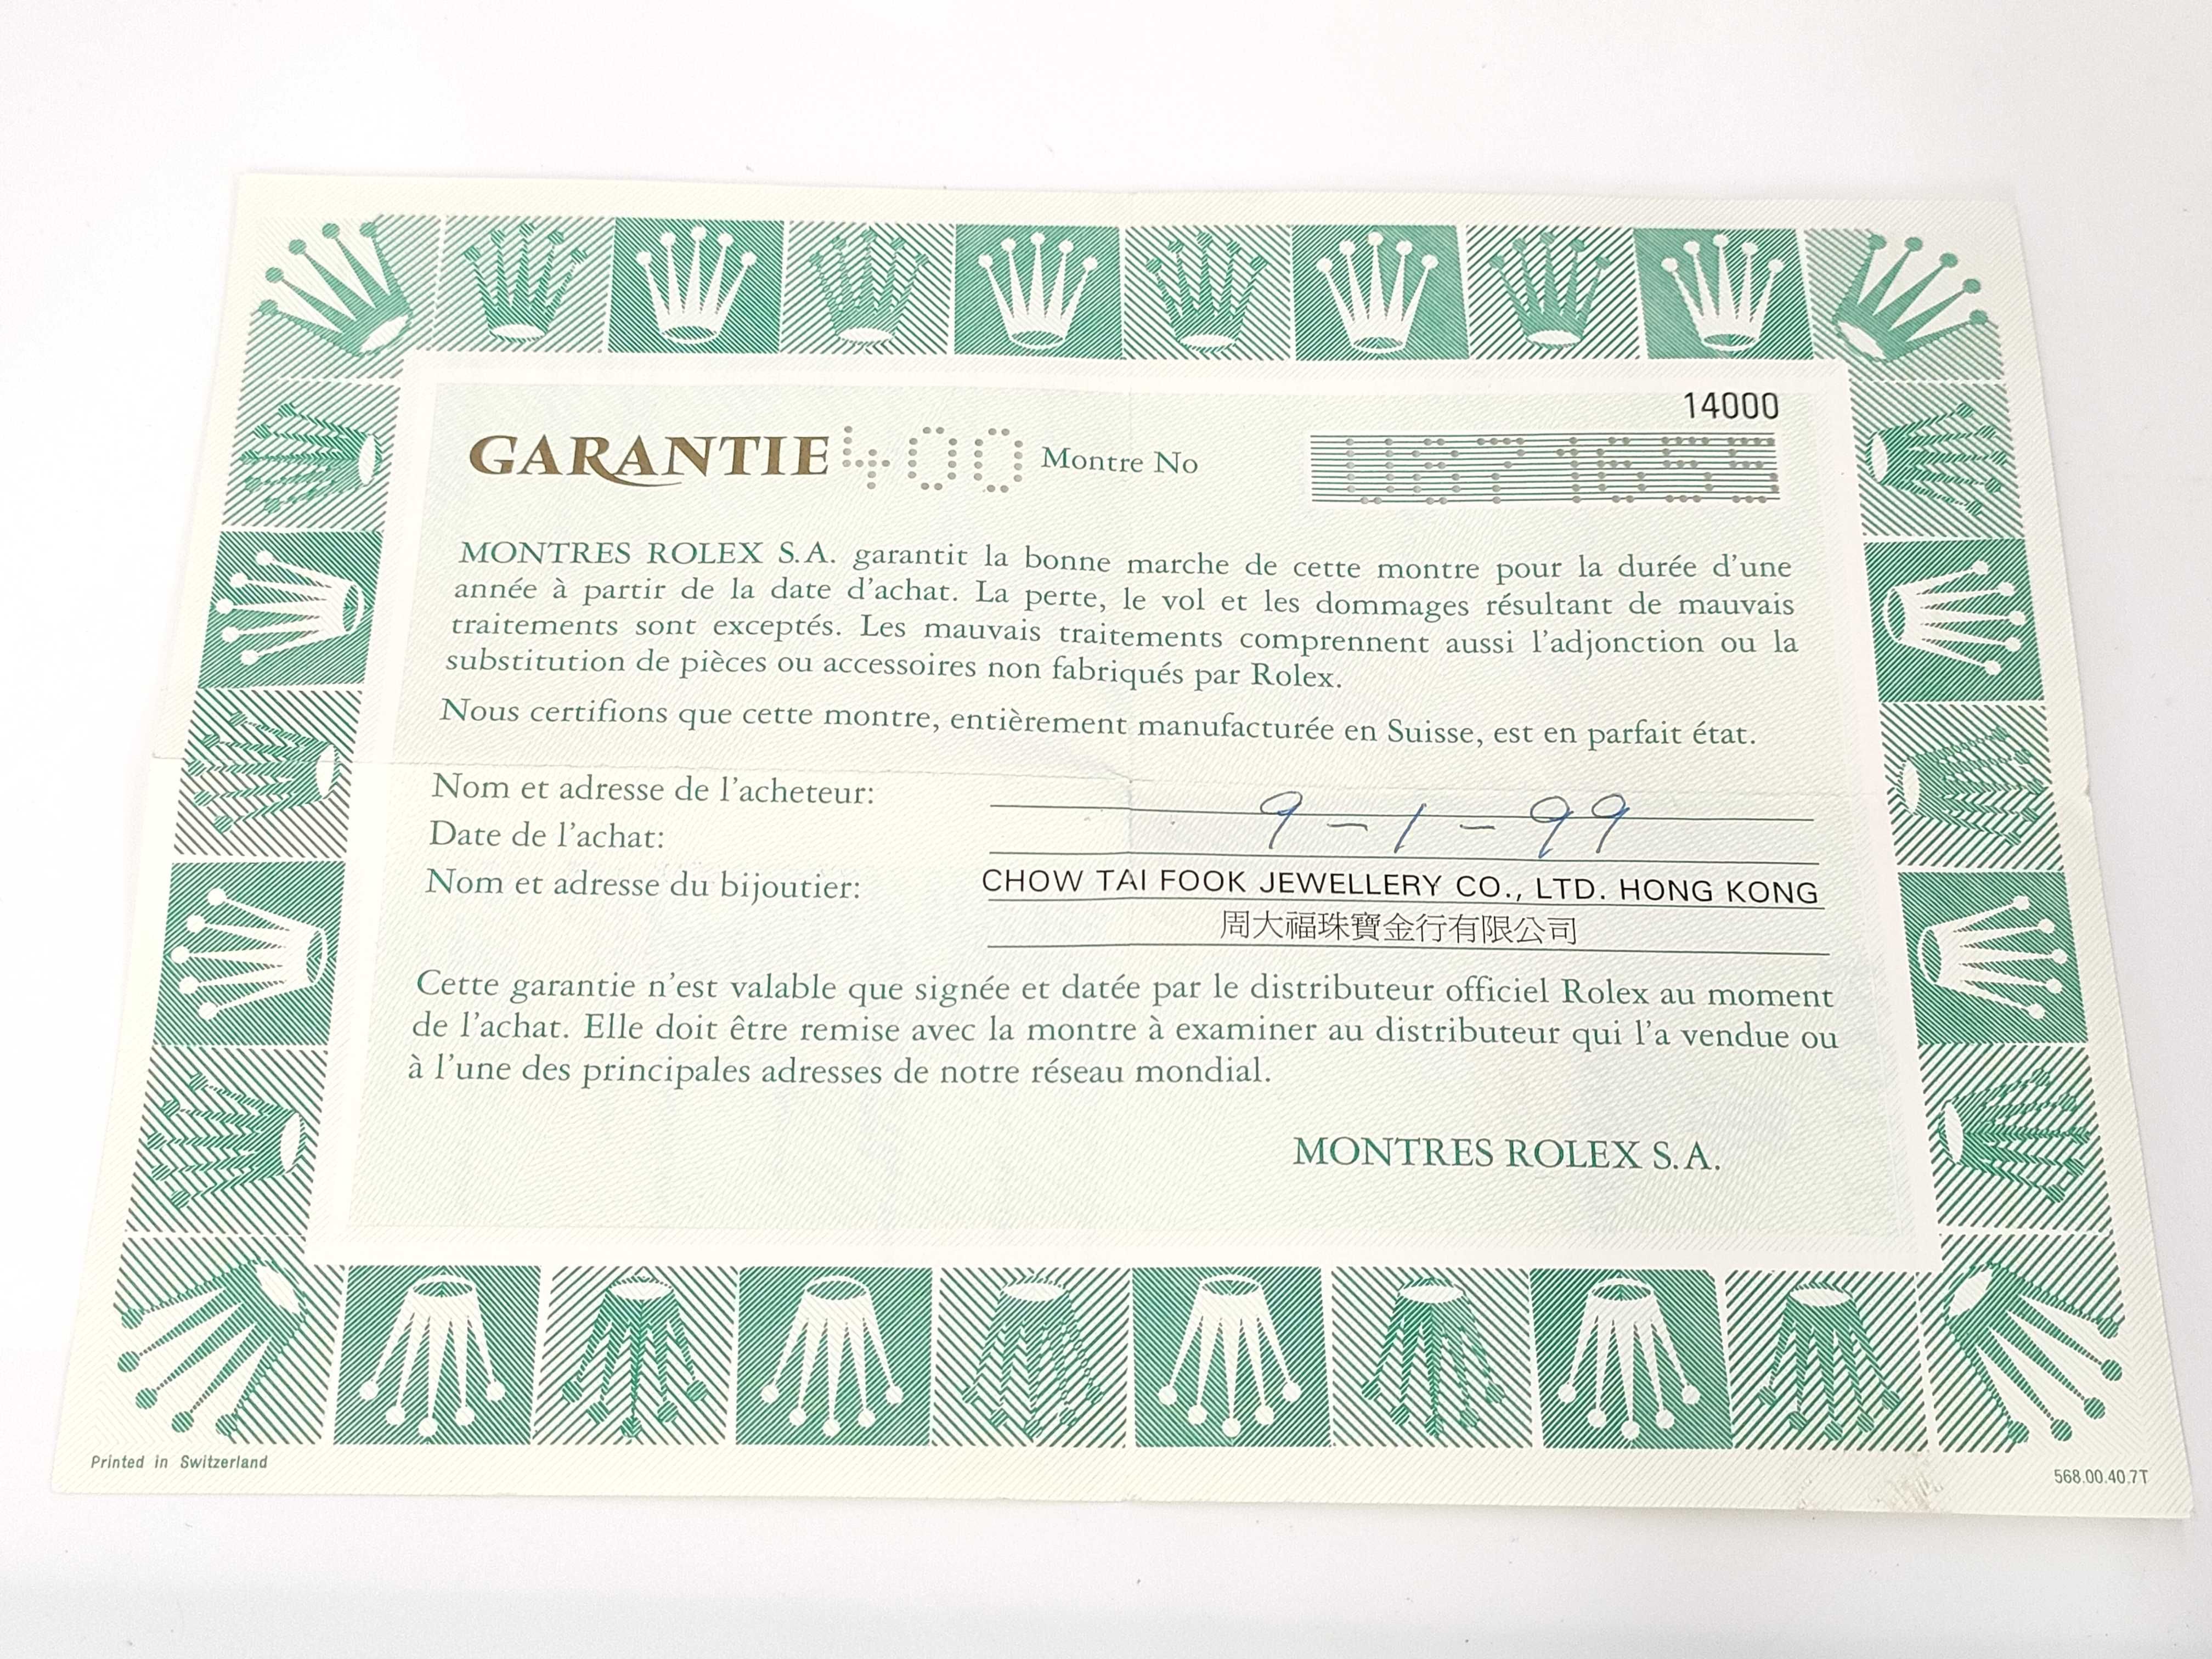 14000
GARANTIE 400 Montre No
MONTRES ROLEX S.A. garantit la bonne marche de cette montre pour la durée d'une
année à partir de la date d'achat. La perte, le vol et les dommages résultant de mauvais
traitements sont exceptés. Les mauvais traitements comprennent aussi l'adjonction ou la
substitution de pièces ou accessoires non fabriqués par Rolex.
Nous certifions que cette montre, entièrement manufacturée en Suisse, est en parfait état.
Nom et adresse de l'acheteur:
Date de l'achat: 9-1-99
Nom et adresse du bijoutier: CHOW TAI FOOK JEWELLERY CO., LTD. HONG KONG
周大福珠寶金行有限公司
Cette garantie n'est valable que signée et datée par le distributeur officiel Rolex au moment
de l'achat. Elle doit être remise avec la montre à examiner au distributeur qui l'a vendue ou
à l'une des principales adresses de notre réseau mondial.
MONTRES ROLEX S.A.
Printed in Switzerland
568.00.40.7T